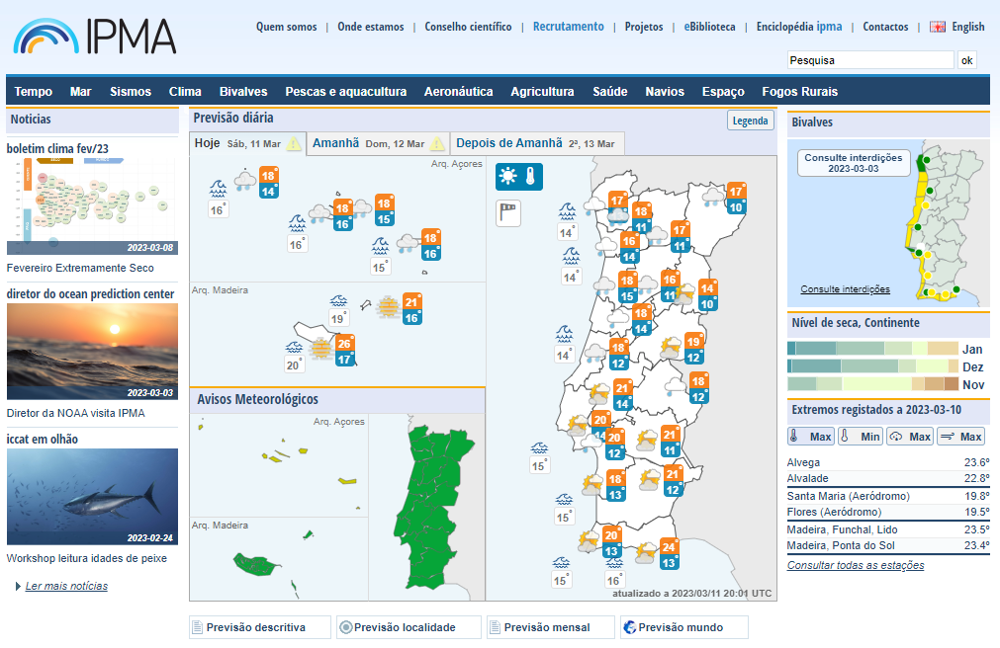 IPMA
Quem somos | Onde estamos | Conselho científico | Recrutamento | Projetos | eBiblioteca | Enciclopédia ipma | Contactos | English
Pesquisa ok
Tempo Mar Sismos Clima Bivalves Pescas e aquacultura Aeronáutica Agricultura Saúde Navios Espaço Fogos Rurais
Noticias
boletim clima fev/23
2023-03-08
Fevereiro Extremamente Seco
diretor do ocean prediction center
2023-03-03
Diretor da NOAA visita IPMA
iccat em olhão
2023-02-24
Workshop leitura idades de peixe
Ler mais notícias
Previsão diária
Legenda
Hoje Sáb, 11 Mar Amanhã Dom, 12 Mar Depois de Amanhã 2ª, 13 Mar
Arq. Açores
18° 14° 16°
18° 16° 18° 15° 16°
18° 16° 15°
Arq. Madeira
21° 16° 19°
26° 17° 20°
17° 10°
17° 18° 11° 14°
16° 14° 17° 11° 14°
18° 15° 16° 11° 14° 10°
18° 14°
18° 12° 19° 12° 14°
21° 14° 18° 12°
20° 14° 20° 12° 21° 11° 15°
18° 13° 21° 12° 15°
20° 13° 24° 13° 15° 16°
atualizado a 2023/03/11 20:01 UTC
Avisos Meteorológicos
Arq. Açores
Arq. Madeira
Previsão descritiva
Previsão localidade
Previsão mensal
Previsão mundo
Bivalves
Consulte interdições
2023-03-03
Consulte interdições
Nível de seca, Continente
Jan
Dez
Nov
Extremos registados a 2023-03-10
Max Min Max Max
Alvega 23.6º
Alvalade 22.8º
Santa Maria (Aeródromo) 19.8º
Flores (Aeródromo) 19.5º
Madeira, Funchal, Lido 23.5º
Madeira, Ponta do Sol 23.4º
Consultar todas as estações